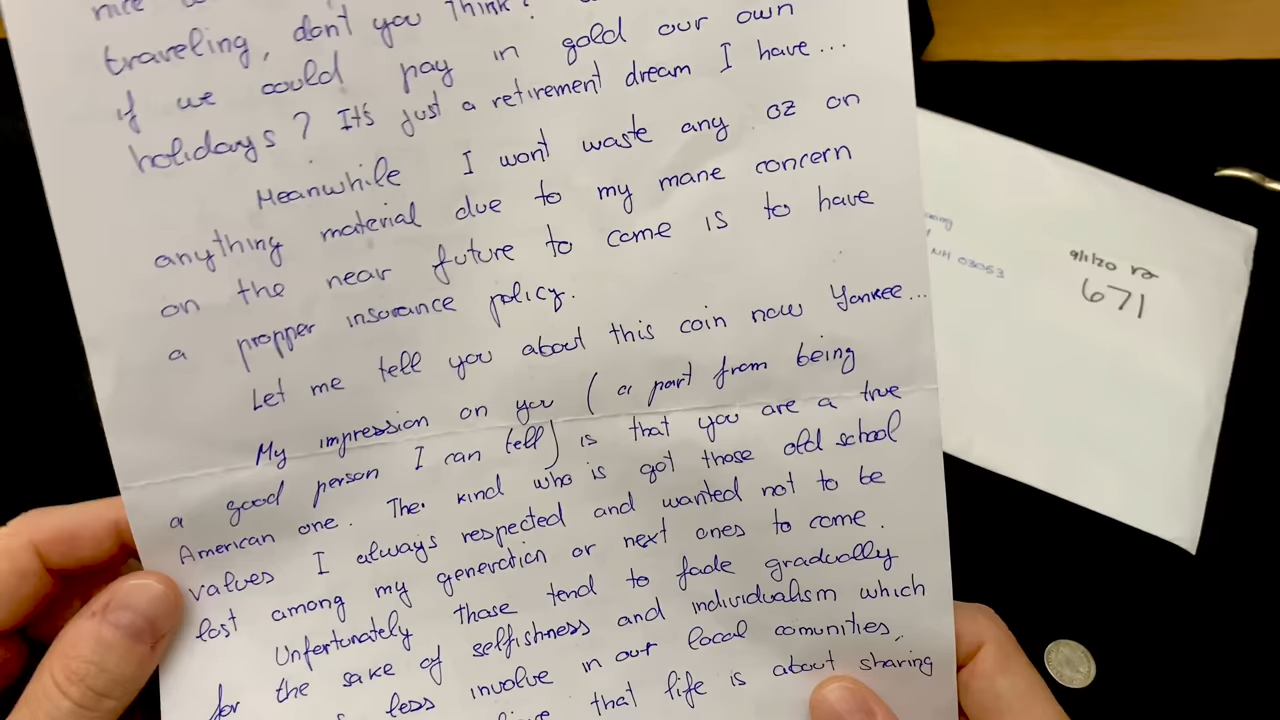 traveling, don't you think?
if we could pay in gold our own
holidays? It's just a retirement dream I have...
Meanwhile I won't waste any oz on
anything material due to my mane concern
on the near future to come is to have
a propper insurance policy.
Let me tell you about this coin now Yankee...
My impression on you (a part from being
a good person I can tell) is that you are a true
American one. The kind who is got those old school
values I always respected and wanted not to be
lost among my generation or next ones to come.
Unfortunately those tend to fade gradually
for the sake of selfishness and individualism which
less involve in our local comunities,
that life is about sharing
NH 03053
9/1/20
671